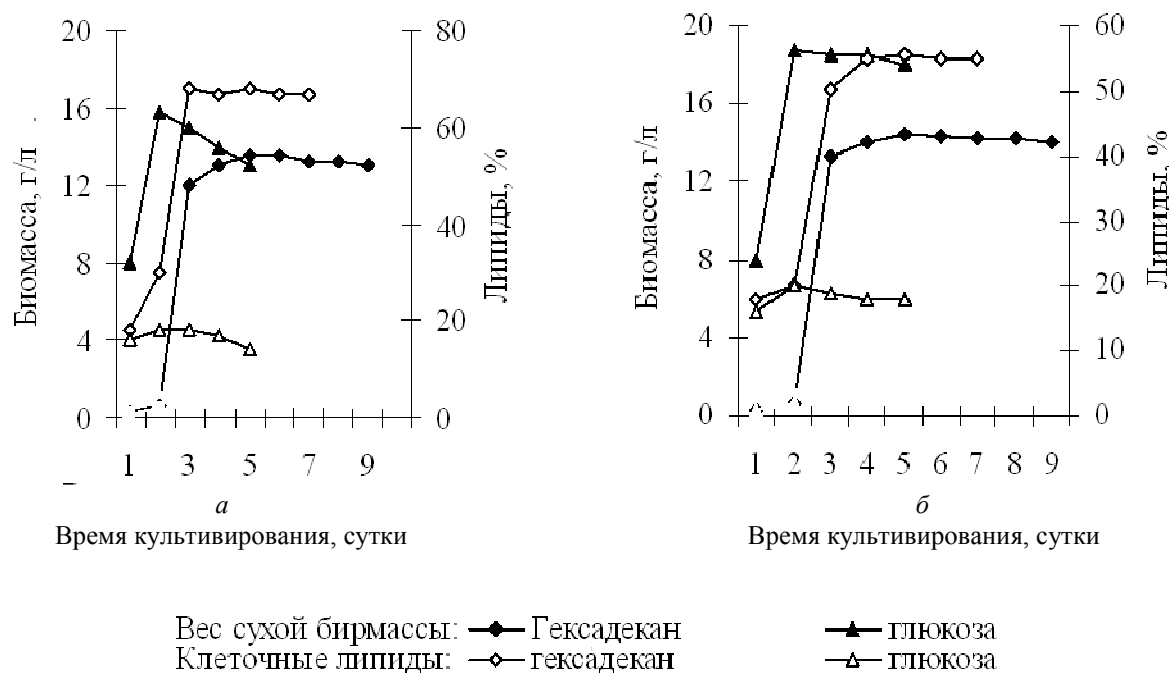 20
16
12
8
4
0
Биомасса, г/л
80
60
40
20
0
Липиды, %
1 3 5 7 9
а
Время культивирования, сутки
20
16
12
8
4
0
Биомасса, г/л
60
50
40
30
20
10
0
Липиды, %
1 2 3 4 5 6 7 8 9
б
Время культивирования, сутки
Вес сухой бирмассы: Гексадекан глюкоза
Клеточные липиды: гексадекан глюкоза